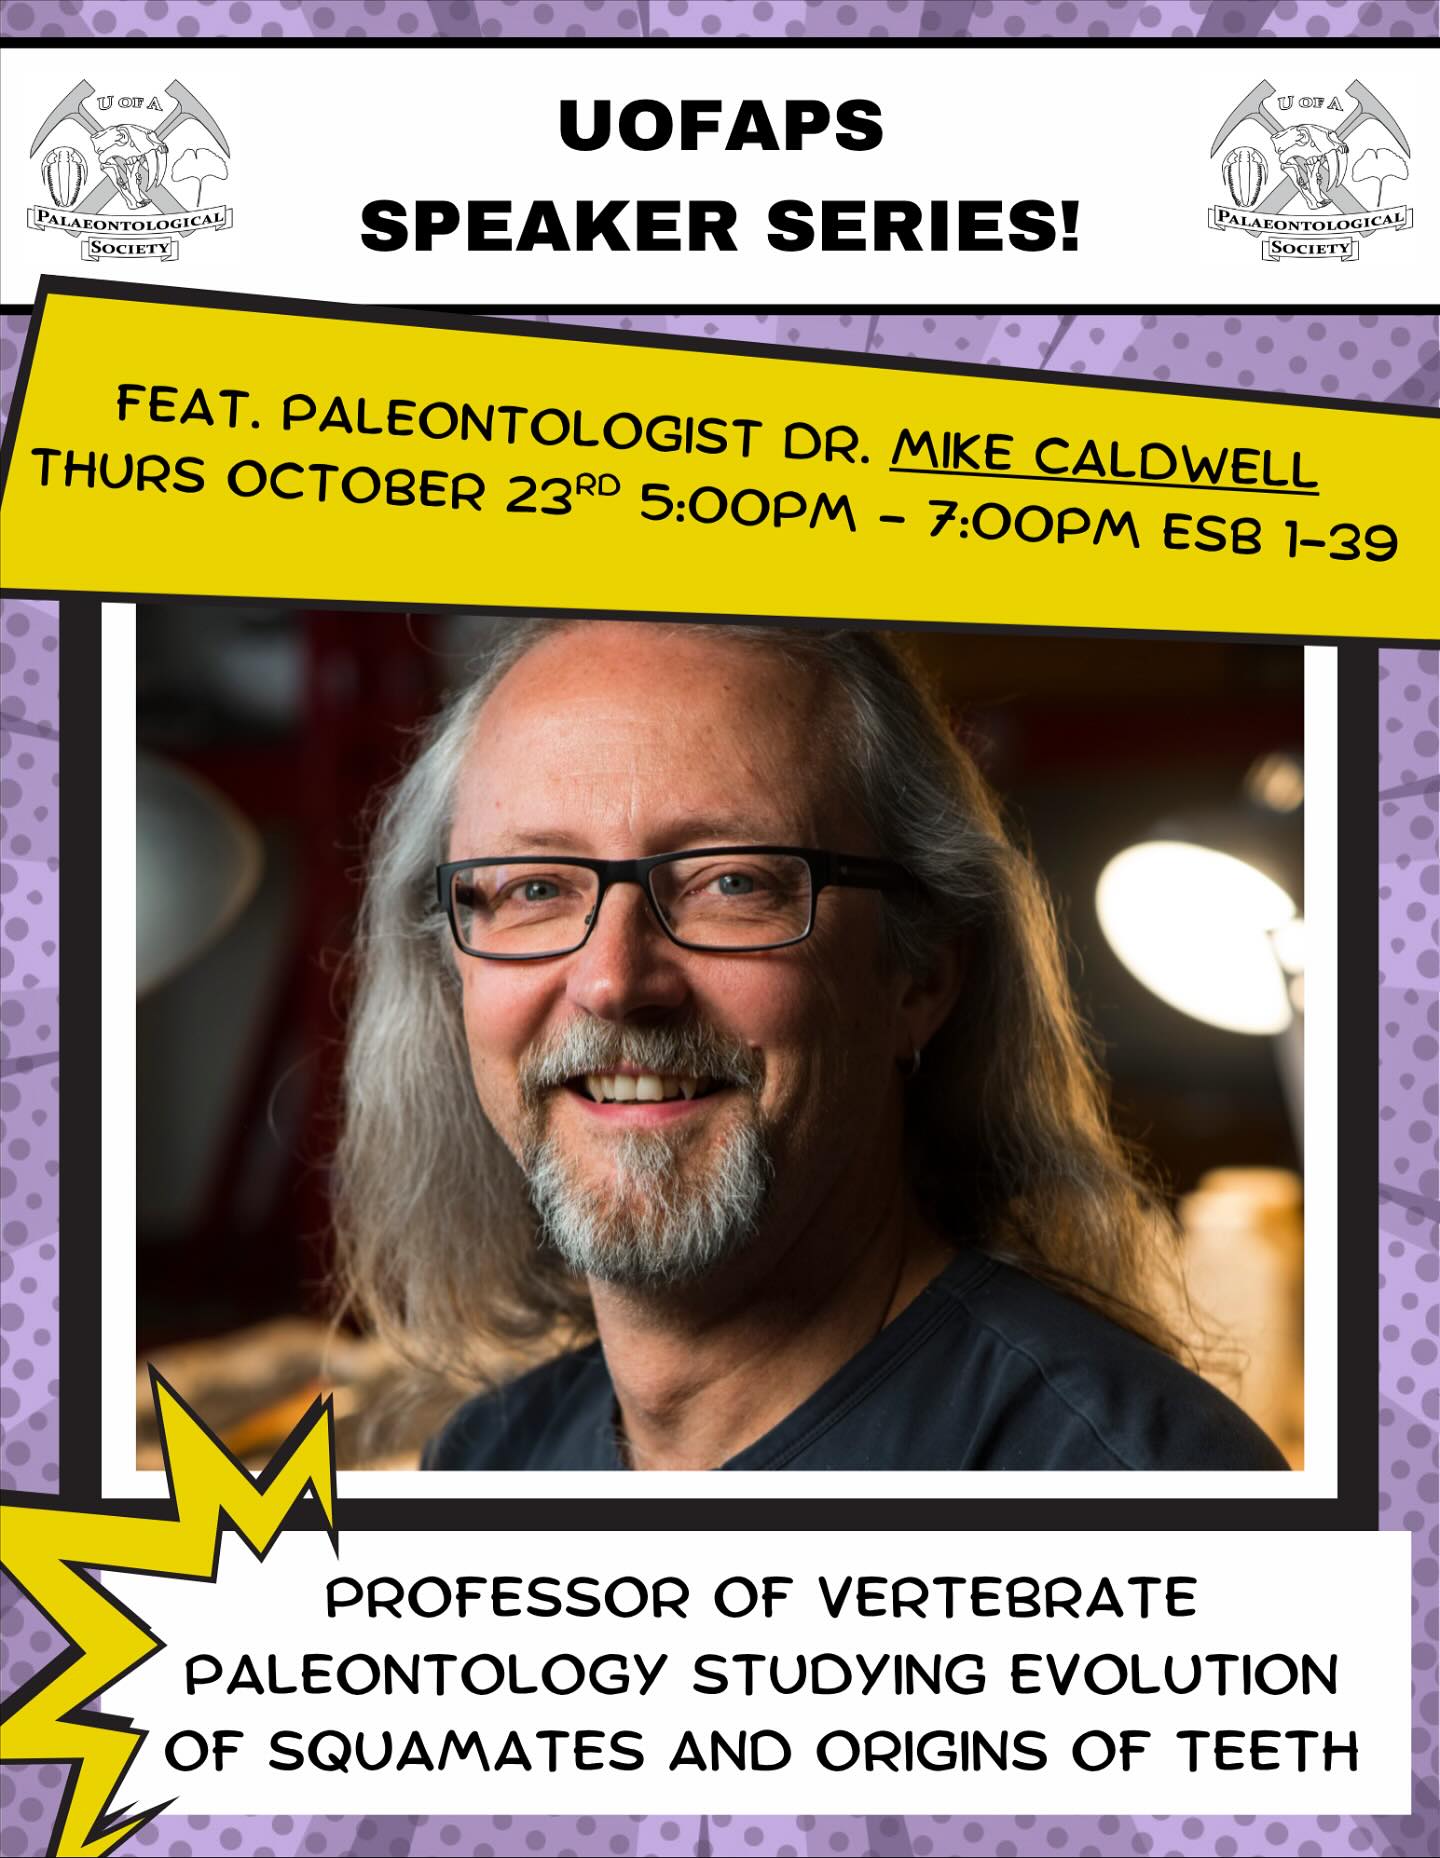 U OF A
PALAEONTOLOGICAL
SOCIETY
UOFAPS
SPEAKER SERIES!
U OF A
PALAEONTOLOGICAL
SOCIETY
FEAT. PALEONTOLOGIST DR. MIKE CALDWELL
THURS OCTOBER 23RD 5:00PM - 7:00PM ESB 1-39
PROFESSOR OF VERTEBRATE
PALEONTOLOGY STUDYING EVOLUTION
OF SQUAMATES AND ORIGINS OF TEETH